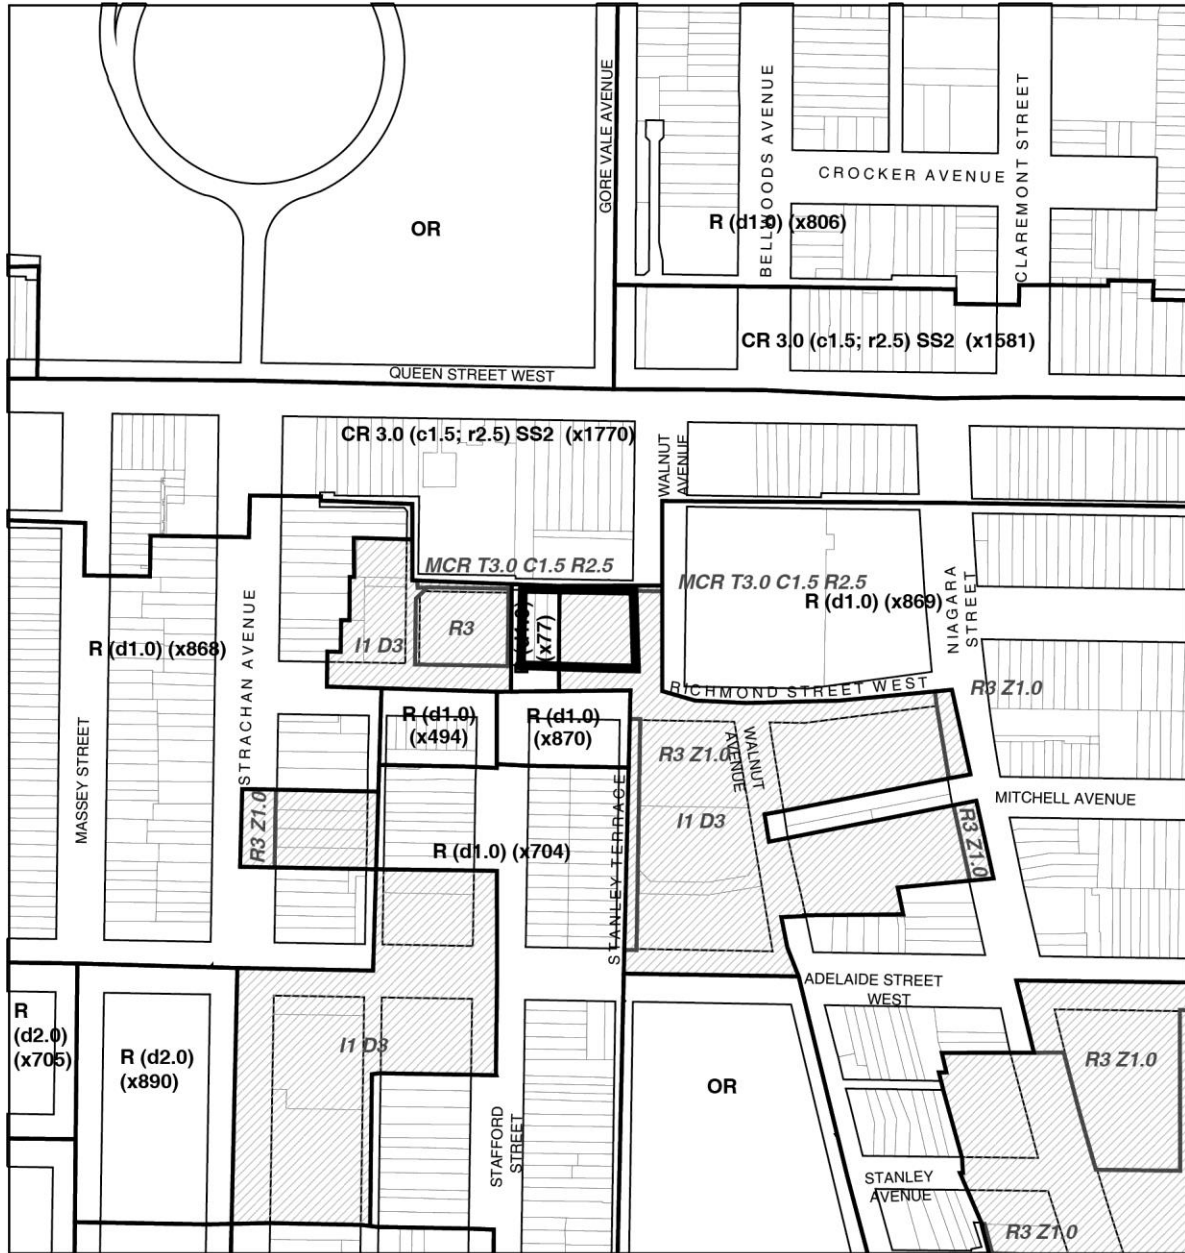 GORE VALE AVENUE
BELLWOODS AVENUE
CLAREMONT STREET
CROCKER AVENUE
OR
R (d1.0) (x806)
CR 3.0 (c1.5; r2.5) SS2 (x1581)
QUEEN STREET WEST
CR 3.0 (c1.5; r2.5) SS2 (x1770)
WALNUT
AVENUE
MCR T3.0 C1.5 R2.5
MCR T3.0 C1.5 R2.5
R (d1.0) (x869)
NIAGARA
STREET
R3
(x77)
I1 D3
R (d1.0) (x868)
STRACHAN AVENUE
MASSEY STREET
RICHMOND STREET WEST
R3 Z1.0
R (d1.0)
(x494)
R (d1.0)
(x870)
R3 Z1.0
WALNUT
AVENUE
MITCHELL AVENUE
R3 Z1.0
R3 Z1.0
I1 D3
R (d1.0) (x704)
STANLEY TERRACE
ADELAIDE STREET
WEST
R
(d2.0)
(x705)
R (d2.0)
(x890)
I1 D3
OR
R3 Z1.0
STAFFORD
STREET
STANLEY
AVENUE
R3 Z1.0